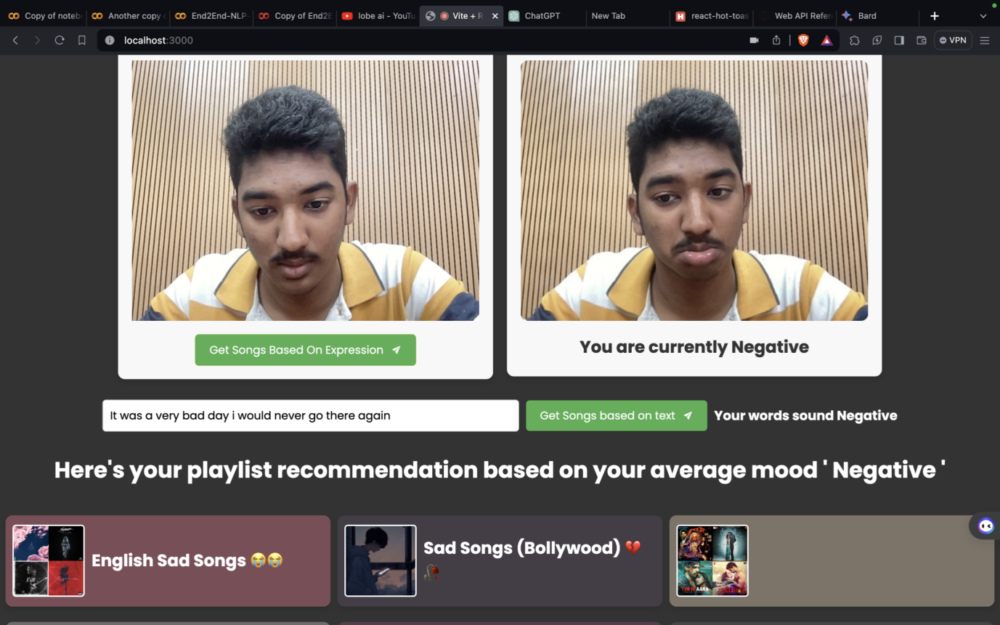 Copy of noteb
Another copy
End2End-NLP-
Copy of End2E
lobe ai - YouTu
Vite + R
ChatGPT
New Tab
react-hot-toas
Web API Refer
Bard
localhost:3000
VPN
Get Songs Based On Expression
You are currently Negative
It was a very bad day i would never go there again
Get Songs based on text
Your words sound Negative
Here's your playlist recommendation based on your average mood ' Negative '
English Sad Songs 😭😭
Sad Songs (Bollywood) 💔
🥀